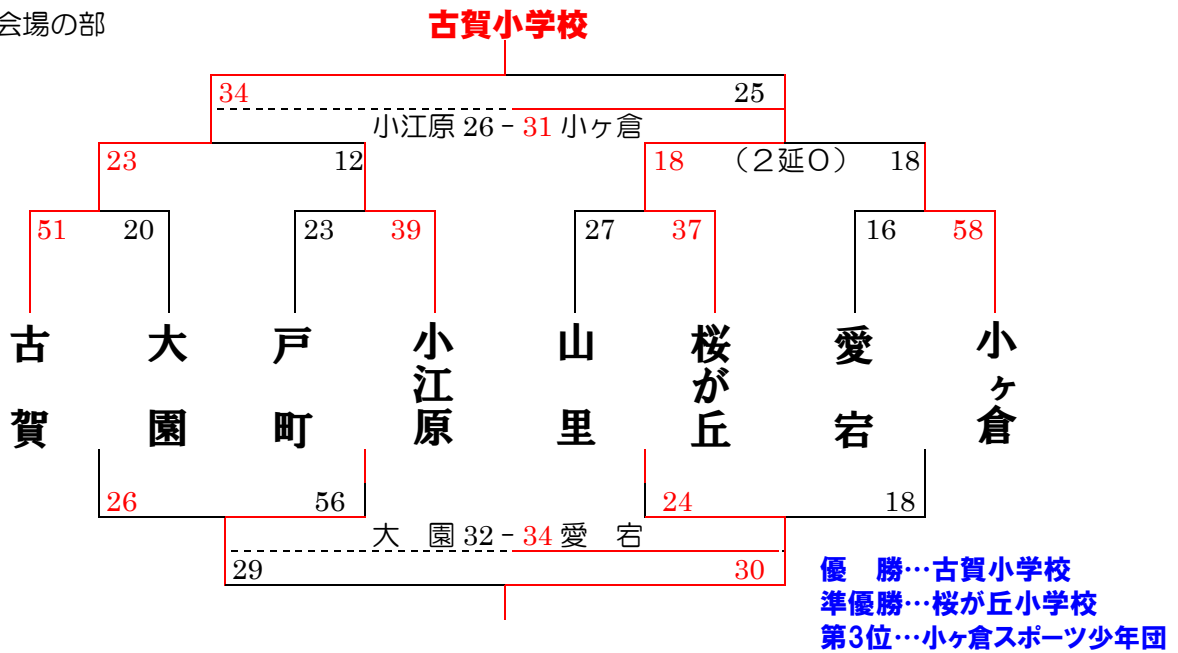 会場の部
古賀小学校
34 25
小江原 26 - 31 小ヶ倉
23 12 18 (2延O) 18
51 20 23 39 27 37 16 58
古賀 大園 戸町 小江原 山里 桜が丘 愛宕 小ヶ倉
26 56 24 18
大 園 32 - 34 愛 宕
29 30
優 勝…古賀小学校
準優勝…桜が丘小学校
第3位…小ヶ倉スポーツ少年団